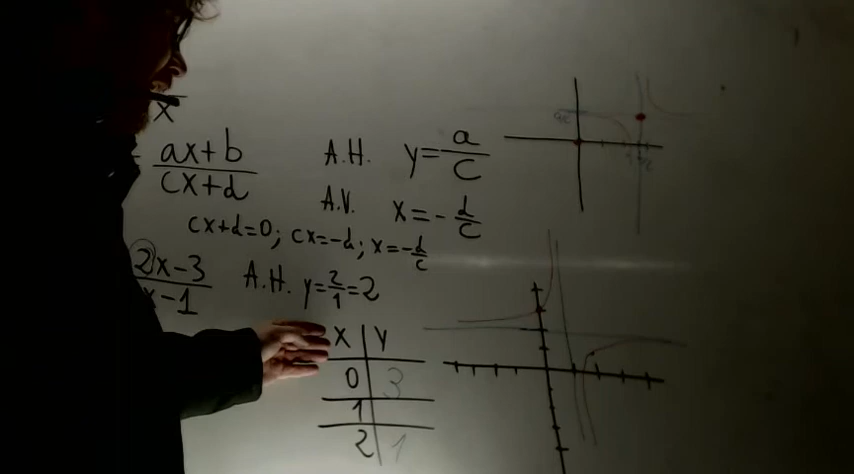 x
ax+b
cx+d
A.H. y=a/c
A.V. x=-d/c
cx+d=0; cx=-d; x=-d/c
2x-3
x-1
A.H. y=2/1=2
x y
0 3
1
2 1